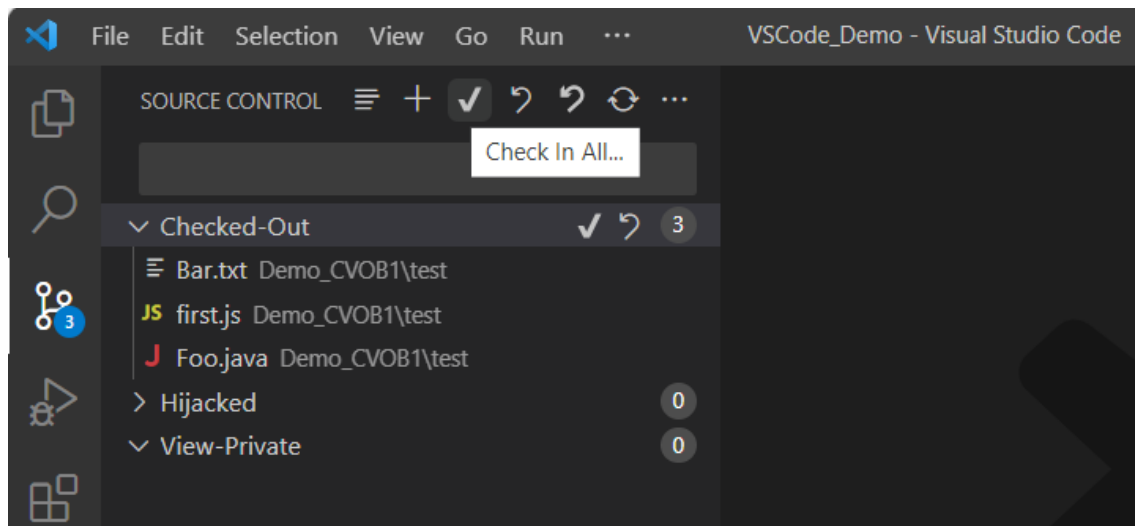 File Edit Selection View Go Run ··· VSCode_Demo - Visual Studio Code
SOURCE CONTROL
Check In All...
Checked-Out 3
Bar.txt Demo_CVOB1\test
JS first.js Demo_CVOB1\test
J Foo.java Demo_CVOB1\test
3
Hijacked 0
View-Private 0